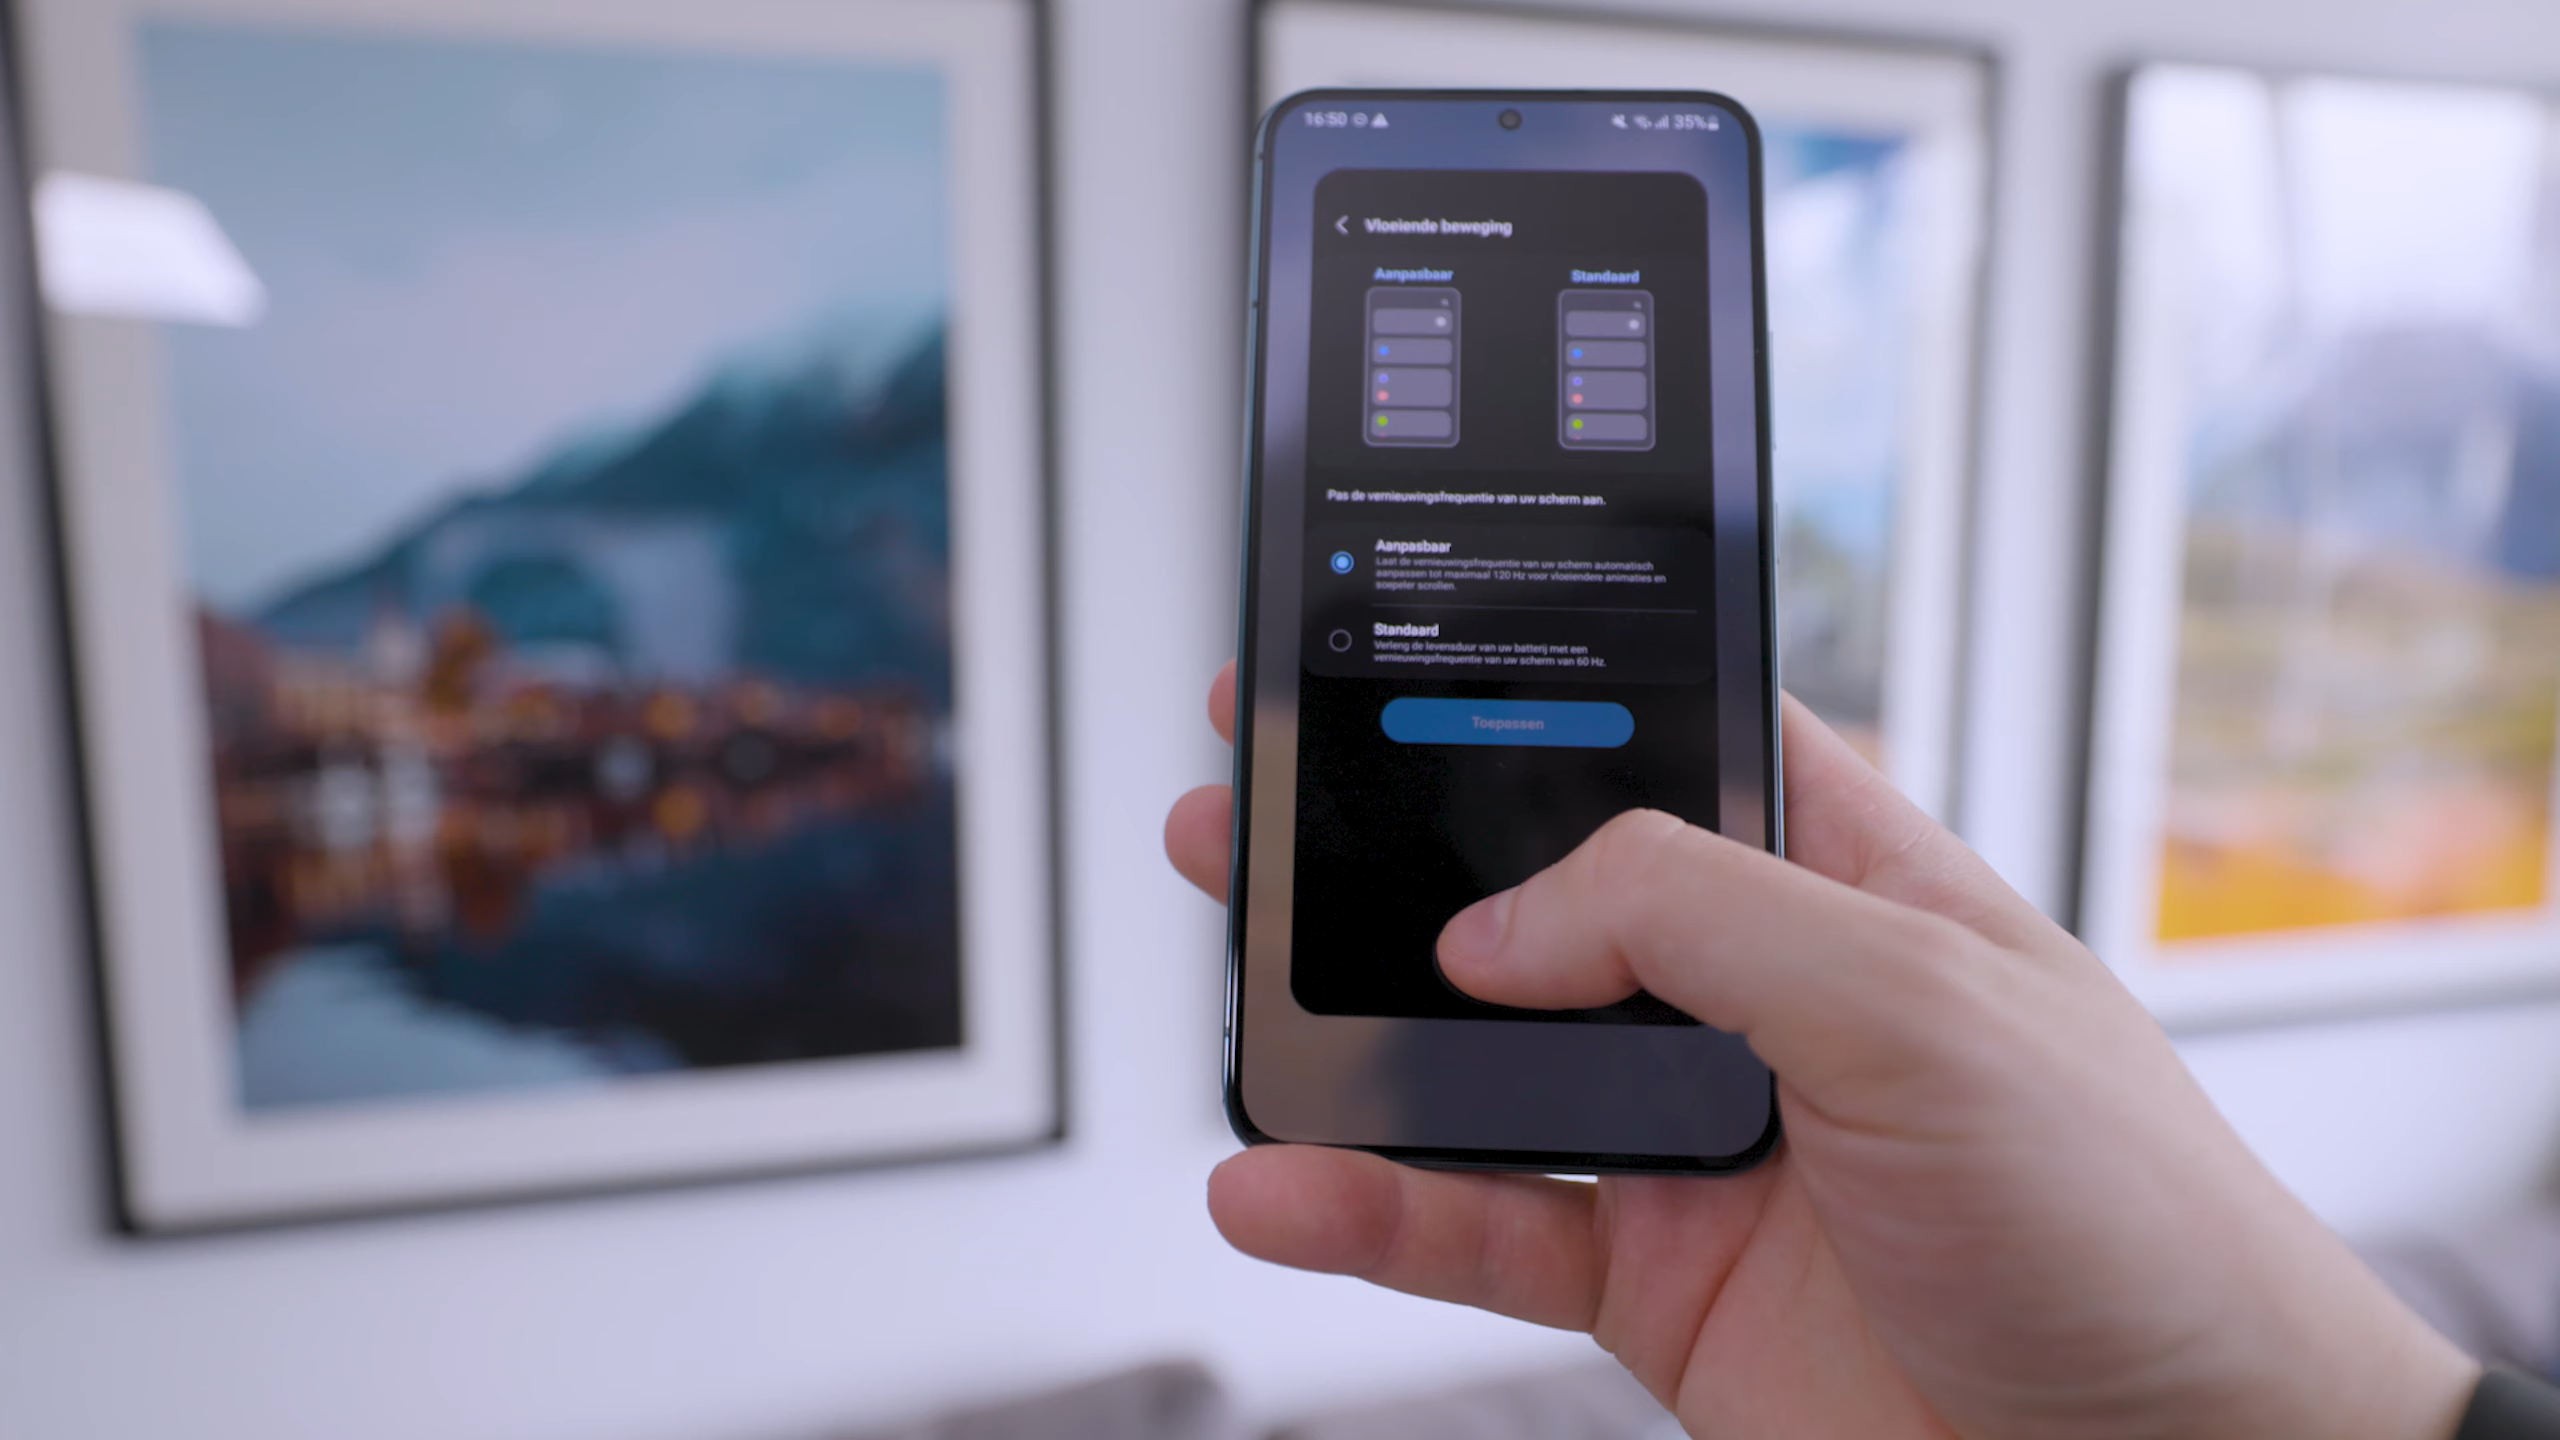 16:50
35%
Vloeiende beweging
Aanpasbaar
Standaard
Pas de vernieuwingsfrequentie van uw scherm aan.
Aanpasbaar
Laat de vernieuwingsfrequentie van uw scherm automatisch
aanpassen tot maximaal 120 Hz voor vloeiendere animaties en
soepeler scrollen.
Standaard
Verleng de levensduur van uw batterij met een
vernieuwingsfrequentie van uw scherm van 60 Hz.
Toepassen